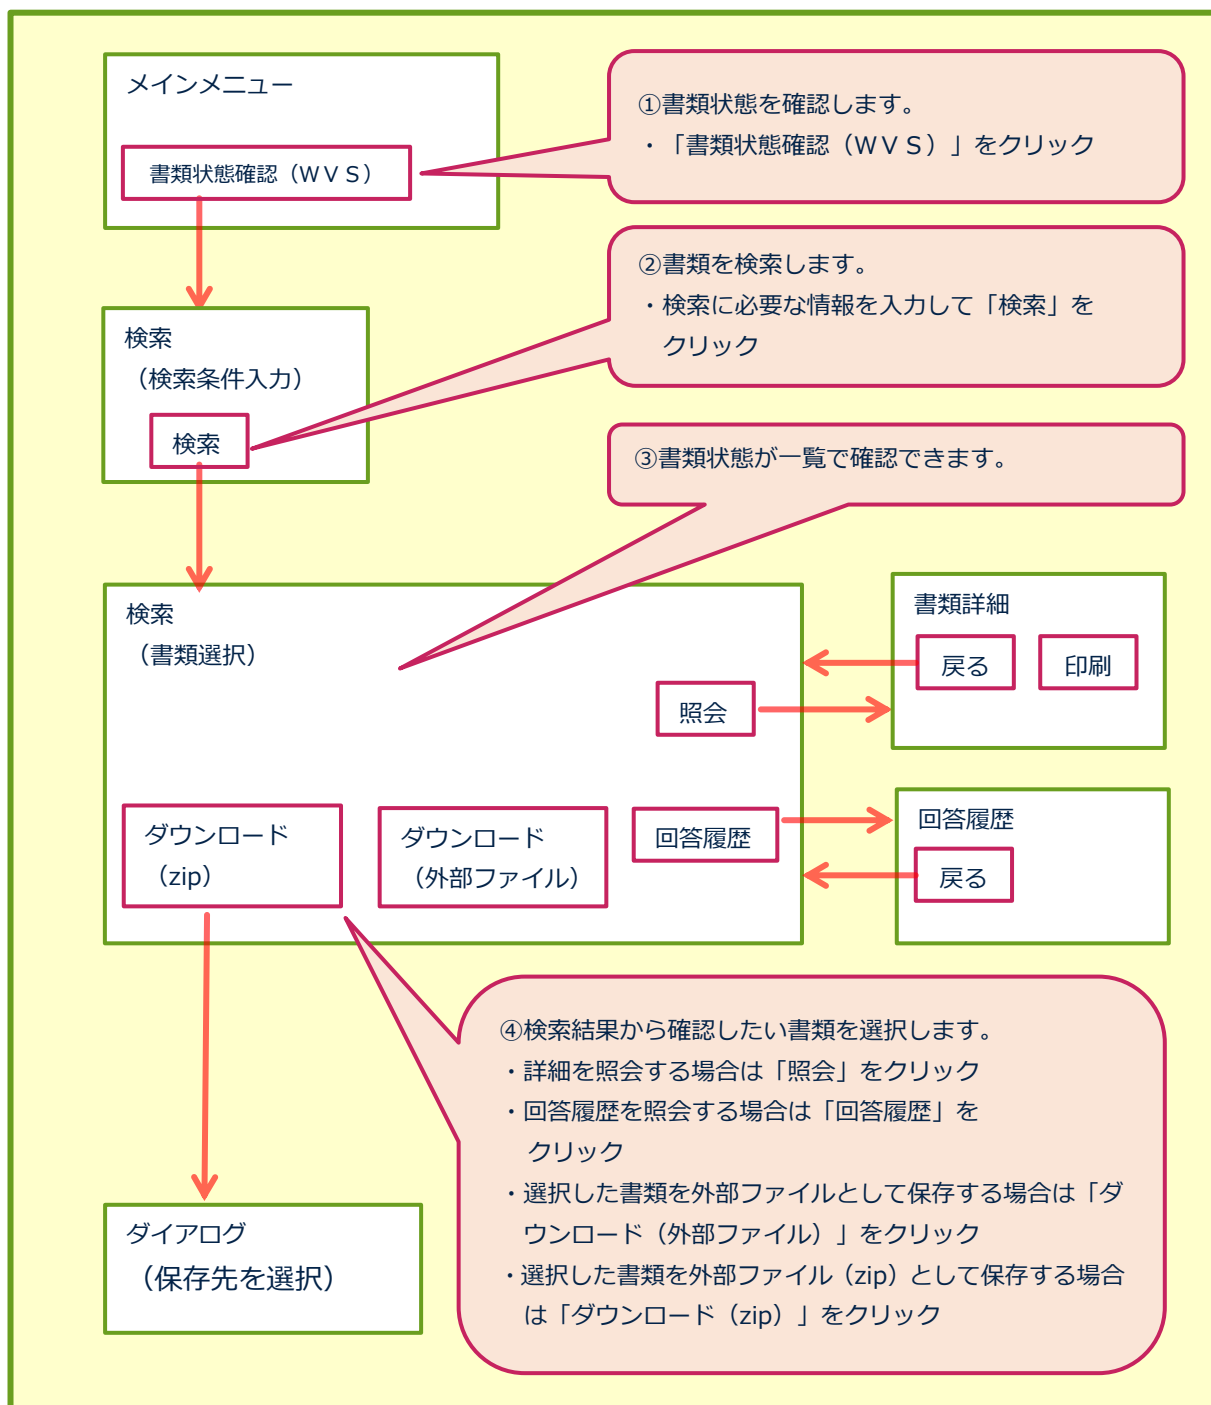 メインメニュー
書類状態確認（ＷＶＳ）
①書類状態を確認します。
・「書類状態確認（ＷＶＳ）」をクリック
②書類を検索します。
・検索に必要な情報を入力して「検索」を
クリック
検索
（検索条件入力）
検索
③書類状態が一覧で確認できます。
検索
（書類選択）
照会
書類詳細
戻る
印刷
ダウンロード
（zip）
ダウンロード
（外部ファイル）
回答履歴
回答履歴
戻る
④検索結果から確認したい書類を選択します。
・詳細を照会する場合は「照会」をクリック
・回答履歴を照会する場合は「回答履歴」を
クリック
・選択した書類を外部ファイルとして保存する場合は「ダ
ウンロード（外部ファイル）」をクリック
・選択した書類を外部ファイル（zip）として保存する場合
は「ダウンロード（zip）」をクリック
ダイアログ
（保存先を選択）